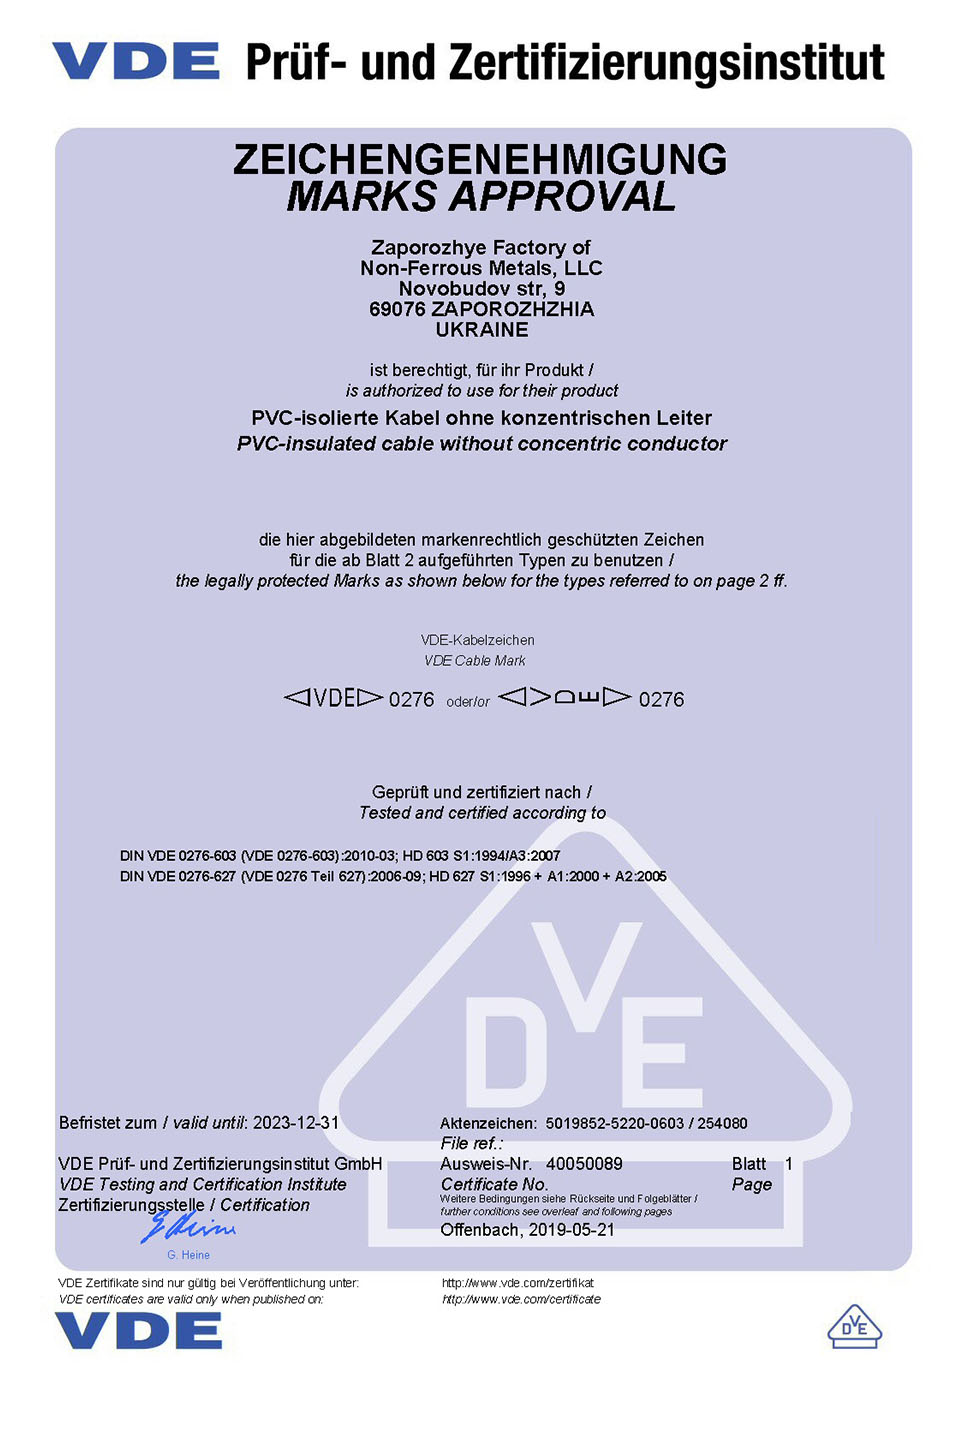 VDE Prüf- und Zertifizierungsinstitut
ZEICHENGENEHMIGUNG
MARKS APPROVAL
Zaporozhye Factory of
Non-Ferrous Metals, LLC
Novobudov str, 9
69076 ZAPOROZHZHIA
UKRAINE
ist berechtigt, für ihr Produkt /
is authorized to use for their product
PVC-isolierte Kabel ohne konzentrischen Leiter
PVC-insulated cable without concentric conductor
die hier abgebildeten markenrechtlich geschützten Zeichen
für die ab Blatt 2 aufgeführten Typen zu benutzen /
the legally protected Marks as shown below for the types referred to on page 2 ff.
VDE-Kabelzeichen
VDE Cable Mark
◁VDE▷ 0276 oder/or ◁VDE▷ 0276
Geprüft und zertifiziert nach /
Tested and certified according to
DIN VDE 0276-603 (VDE 0276-603):2010-03; HD 603 S1:1994/A3:2007
DIN VDE 0276-627 (VDE 0276 Teil 627):2006-09; HD 627 S1:1996 + A1:2000 + A2:2005
VDE
Befristet zum / valid until: 2023-12-31
VDE Prüf- und Zertifizierungsinstitut GmbH
VDE Testing and Certification Institute
Zertifizierungsstelle / Certification
G. Heine
Aktenzeichen: 5019852-5220-0603 / 254080
File ref.:
Ausweis-Nr. 40050089 Blatt 1
Certificate No. Page
Weitere Bedingungen siehe Rückseite und Folgeblätter /
further conditions see overleaf and following pages
Offenbach, 2019-05-21
VDE Zertifikate sind nur gültig bei Veröffentlichung unter: http://www.vde.com/zertifikat
VDE certificates are valid only when published on: http://www.vde.com/certificate
VDE
VDE